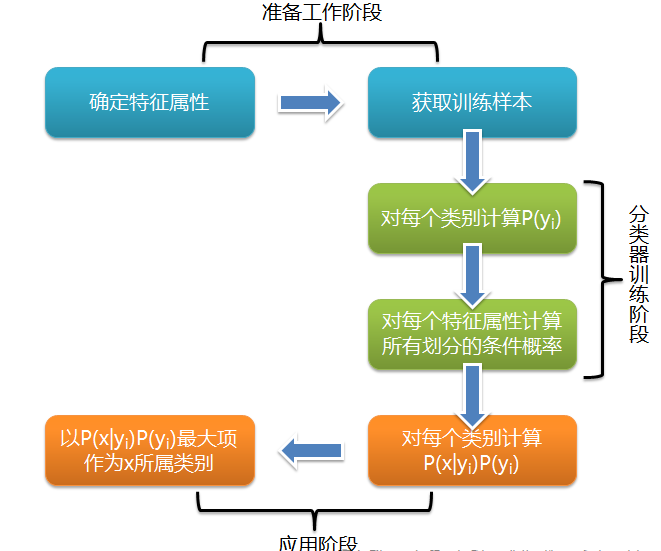 准备工作阶段
确定特征属性
获取训练样本
对每个类别计算P(yi)
对每个特征属性计算
所有划分的条件概率
分类器训练阶段
对每个类别计算
P(x|yi)P(yi)
以P(x|yi)P(yi)最大项
作为x所属类别
应用阶段